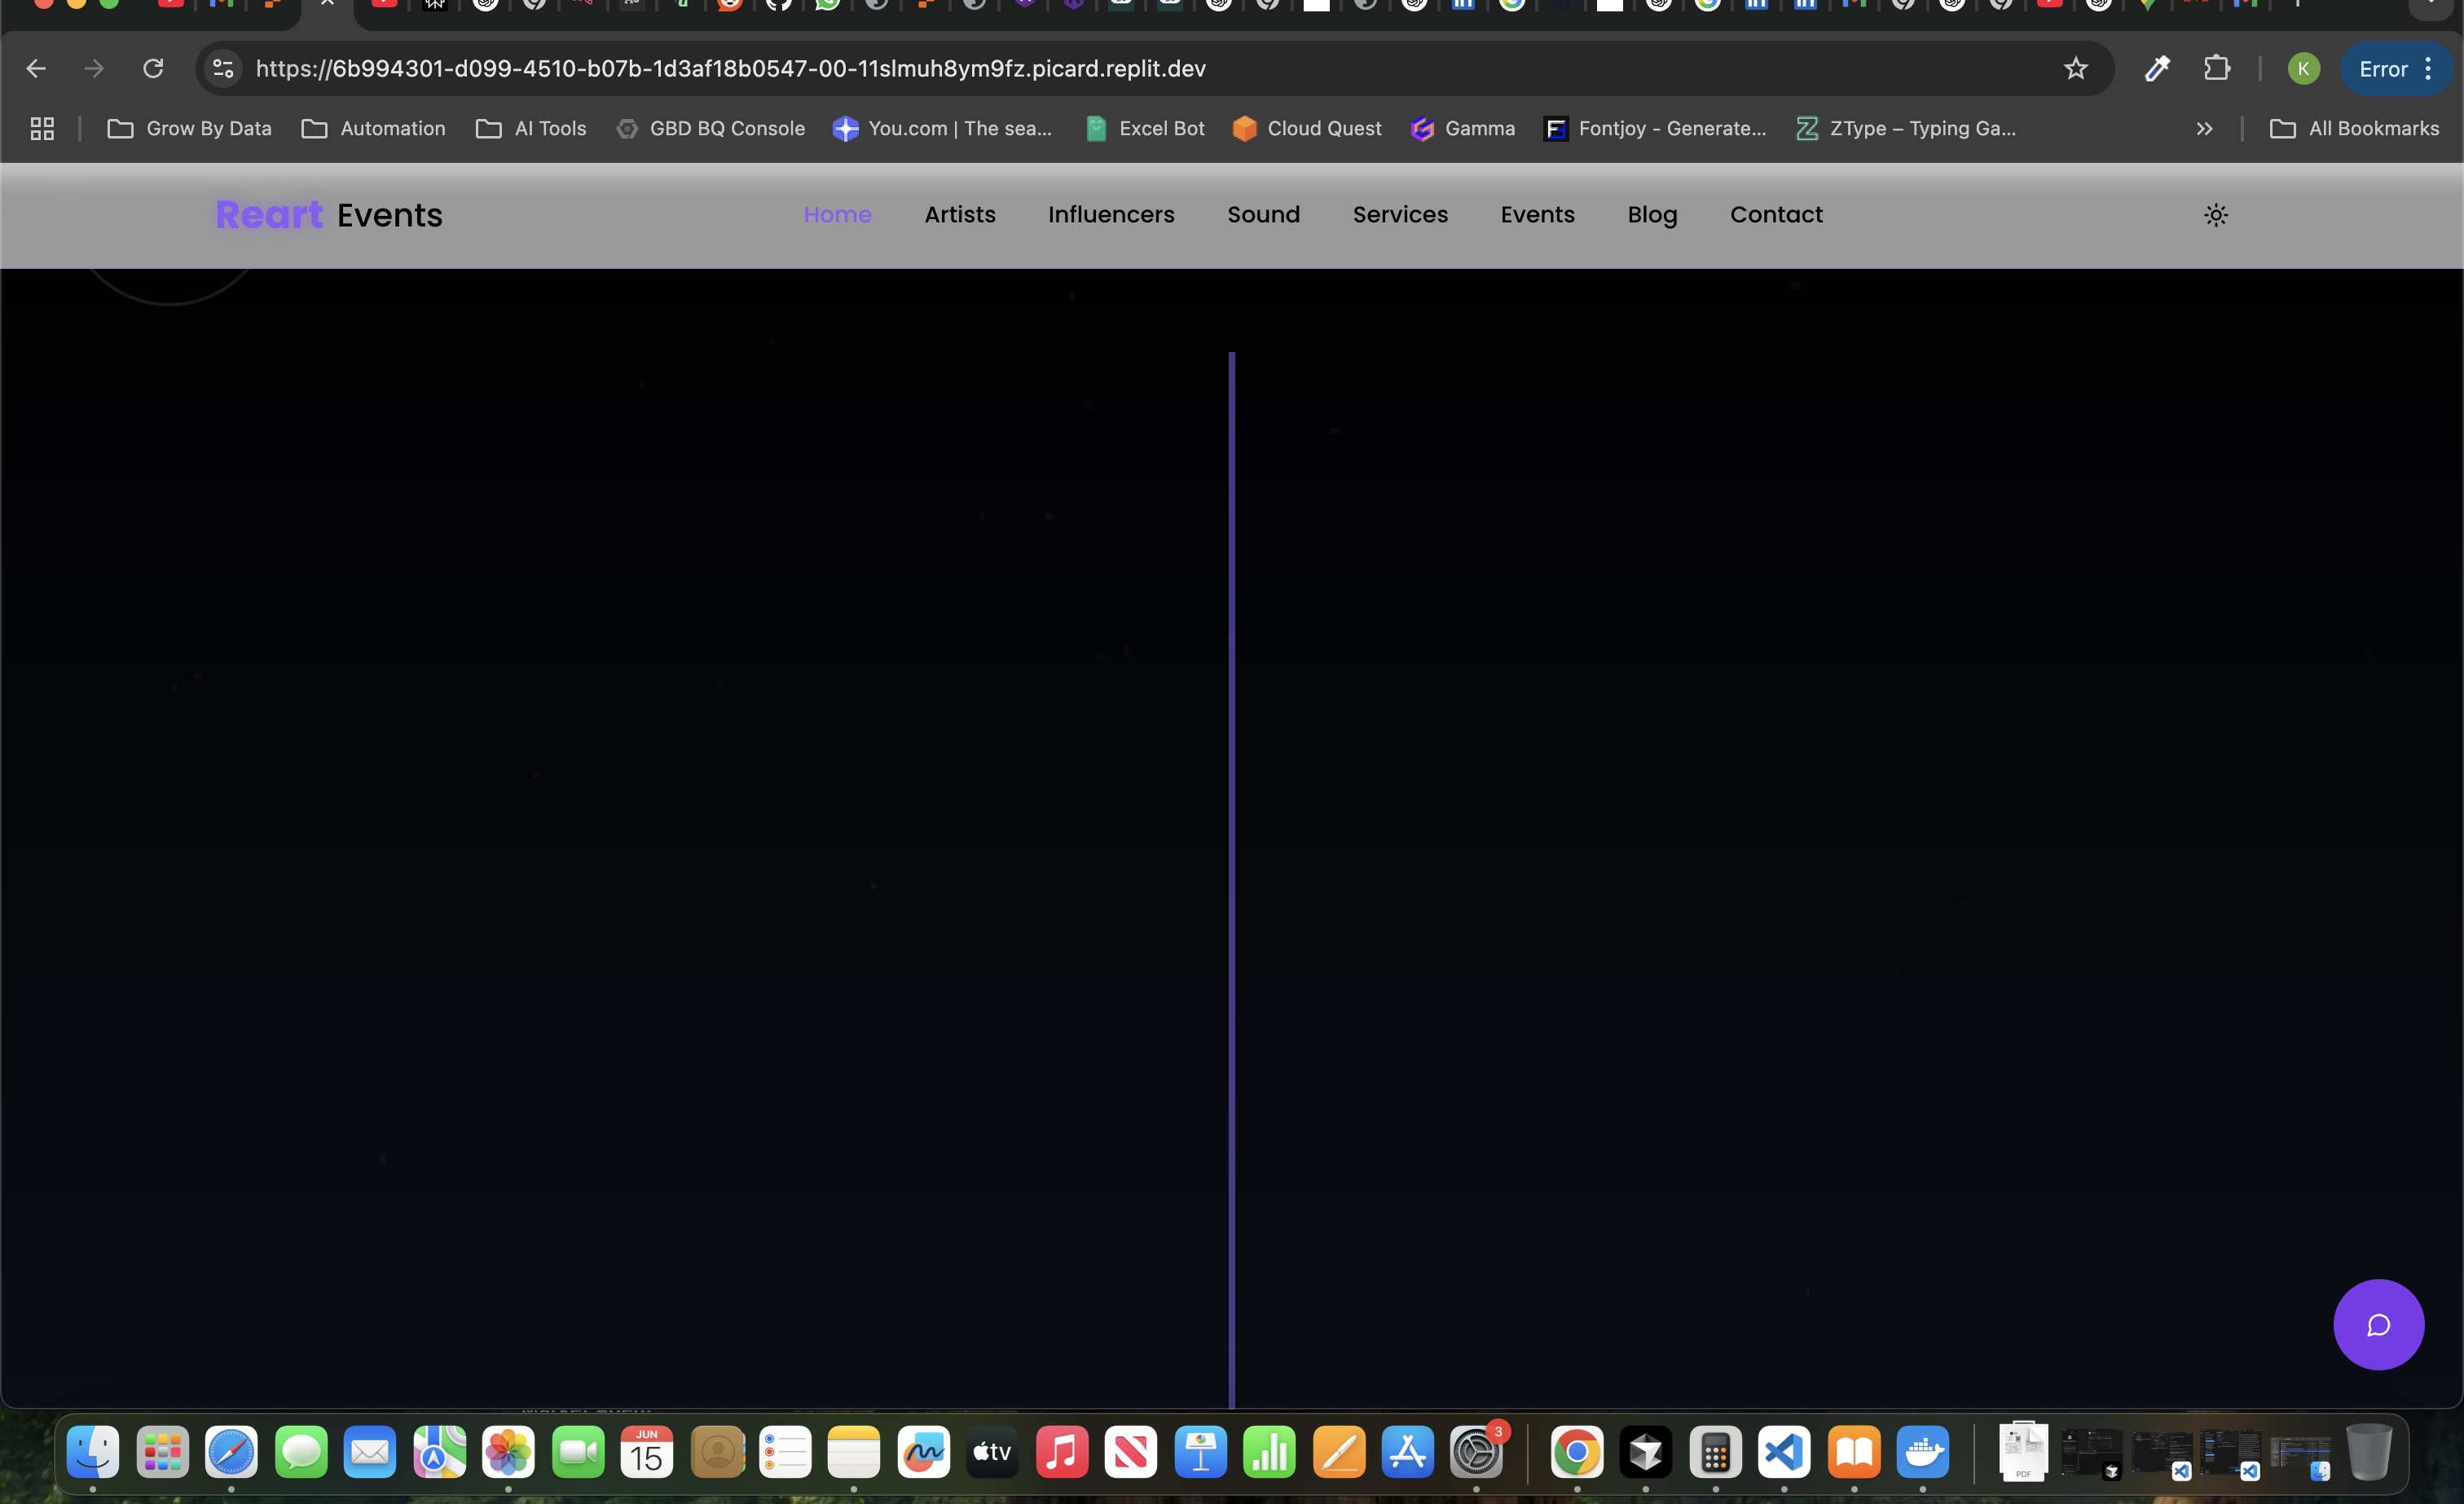 https://6b994301-d099-4510-b07b-1d3af18b0547-00-11slmuh8ym9fz.picard.replit.dev
K
Error
Grow By Data
Automation
AI Tools
GBD BQ Console
You.com | The sea...
Excel Bot
Cloud Quest
Gamma
Fontjoy - Generate...
ZType – Typing Ga...
All Bookmarks
Reart Events
Home
Artists
Influencers
Sound
Services
Events
Blog
Contact
JUN
15
tv
3
PDF